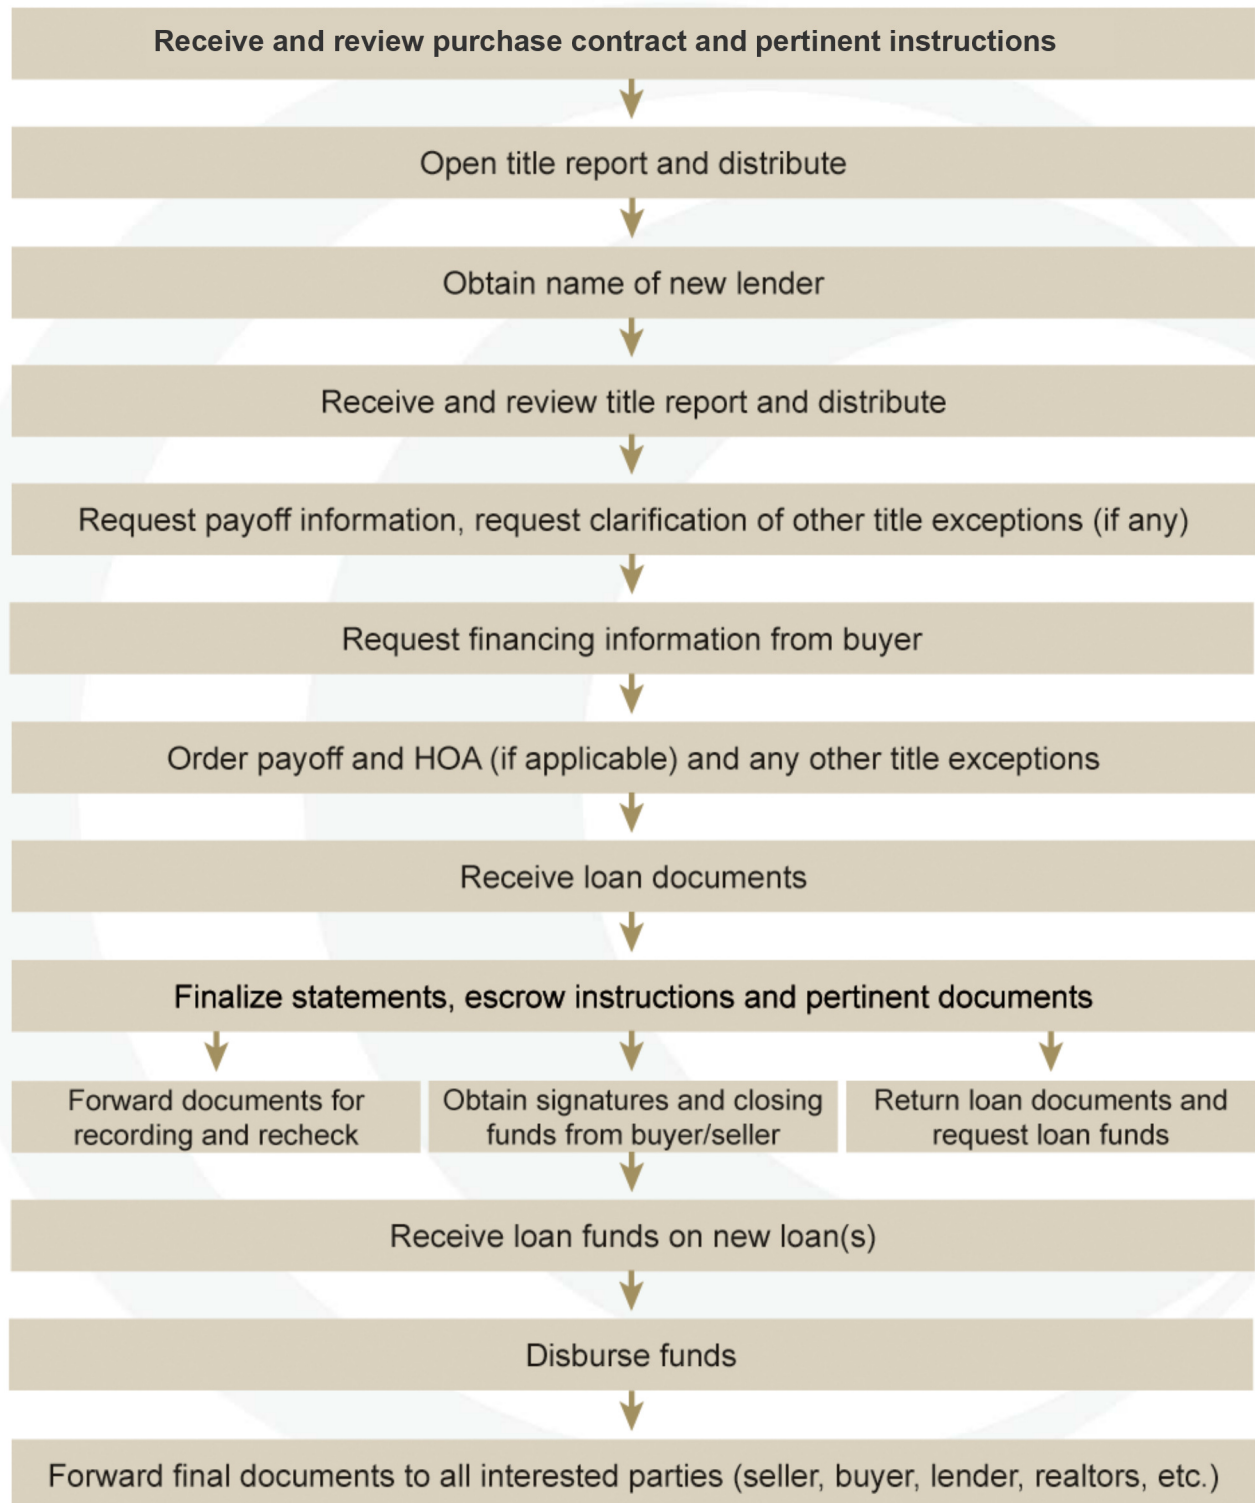 Receive and review purchase contract and pertinent instructions
Open title report and distribute
Obtain name of new lender
Receive and review title report and distribute
Request payoff information, request clarification of other title exceptions (if any)
Request financing information from buyer
Order payoff and HOA (if applicable) and any other title exceptions
Receive loan documents
Finalize statements, escrow instructions and pertinent documents
Forward documents for
recording and recheck
Obtain signatures and closing
funds from buyer/seller
Return loan documents and
request loan funds
Receive loan funds on new loan(s)
Disburse funds
Forward final documents to all interested parties (seller, buyer, lender, realtors, etc.)